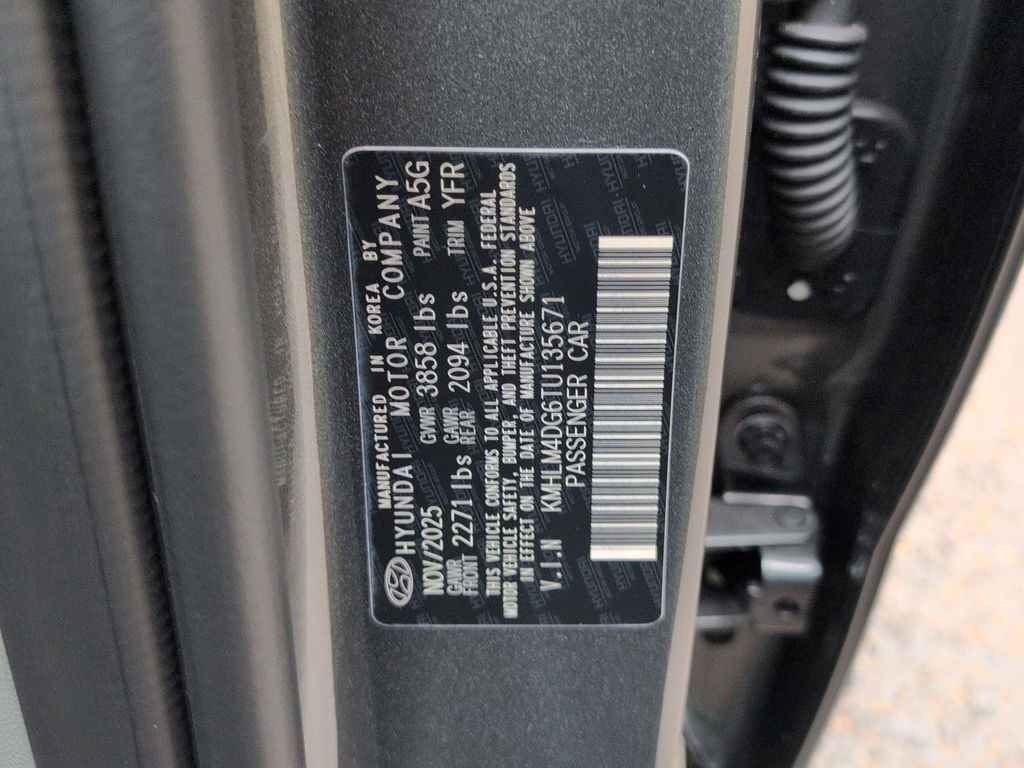 MANUFACTURED IN KOREA BY
HYUNDAI MOTOR COMPANY
NOV/2025 GVWR 3858 lbs PAINT A5G
GAWR FRONT 2271 lbs GAWR REAR 2094 lbs TRIM YFR
THIS VEHICLE CONFORMS TO ALL APPLICABLE U.S.A. FEDERAL
MOTOR VEHICLE SAFETY, BUMPER, AND THEFT PREVENTION STANDARDS
IN EFFECT ON THE DATE OF MANUFACTURE SHOWN ABOVE
V.I.N KMHLM4DG6TU135671
PASSENGER CAR